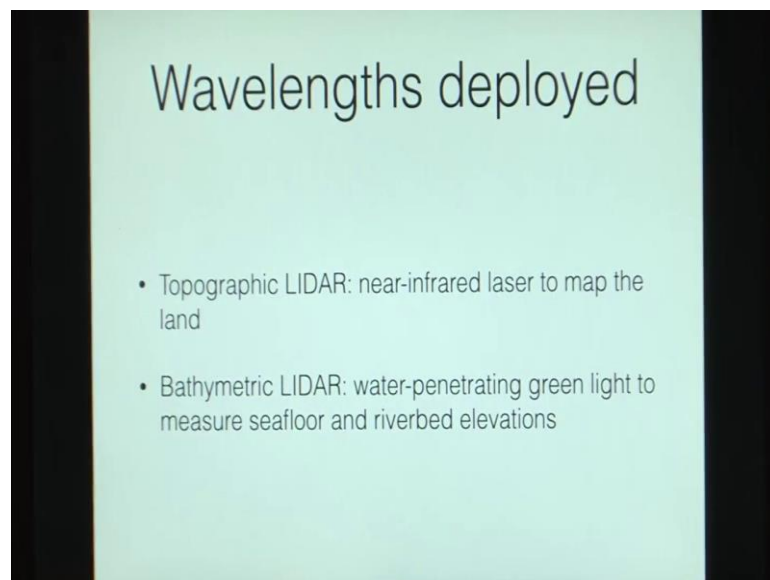 Wavelengths deployed
• Topographic LIDAR: near-infrared laser to map the
land
• Bathymetric LIDAR: water-penetrating green light to
measure seafloor and riverbed elevations